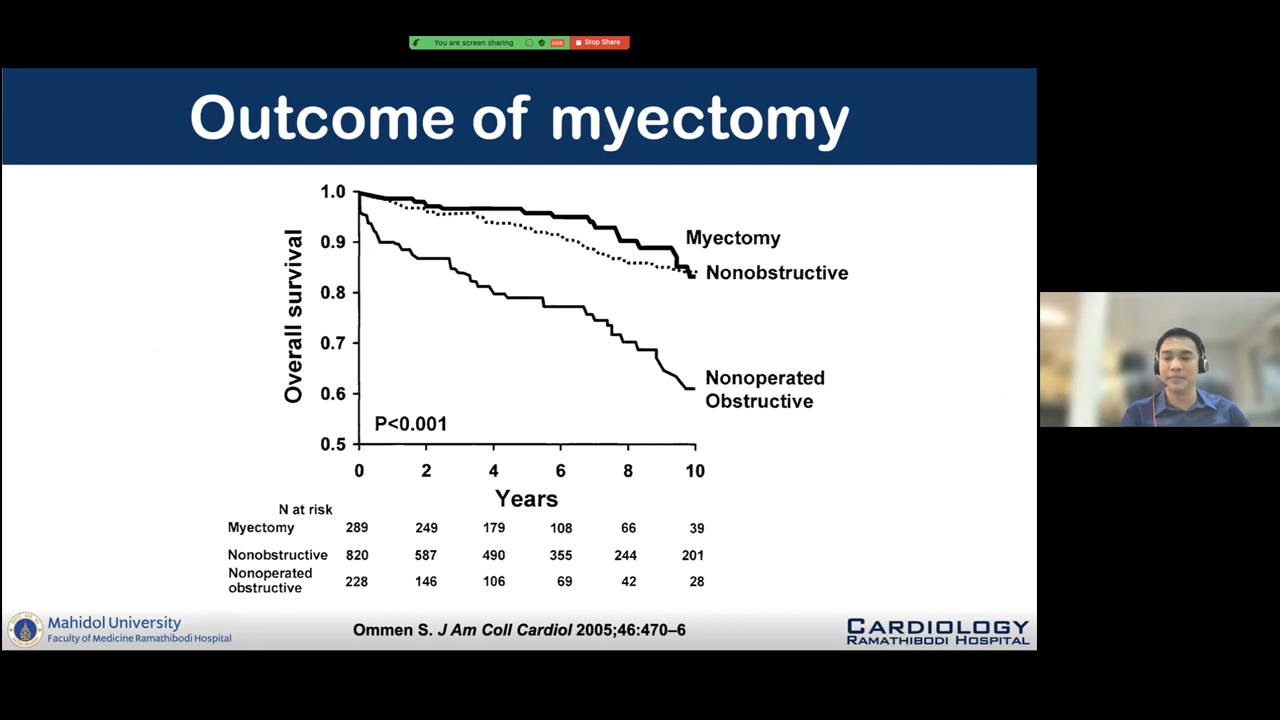 You are screen sharing LIVE Stop Share
Outcome of myectomy
1.0
0.9
0.8
0.7
0.6
0.5
Overall survival
Myectomy
Nonobstructive
Nonoperated
Obstructive
P<0.001
0 2 4 6 8 10
Years
N at risk
Myectomy 289 249 179 108 66 39
Nonobstructive 820 587 490 355 244 201
Nonoperated
obstructive 228 146 106 69 42 28
Mahidol University
Faculty of Medicine Ramathibodi Hospital
Ommen S. J Am Coll Cardiol 2005;46:470–6
CARDIOLOGY
RAMATHIBODI HOSPITAL